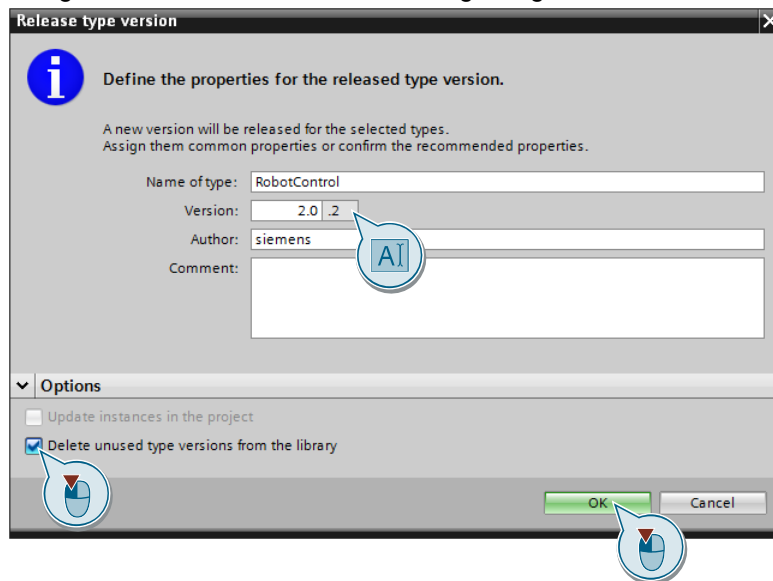 Release type version
Define the properties for the released type version.
A new version will be released for the selected types.
Assign them common properties or confirm the recommended properties.
Name of type: RobotControl
Version: 2.0 .2
Author: siemens
Comment:
Options
Update instances in the project
Delete unused type versions from the library
OK Cancel